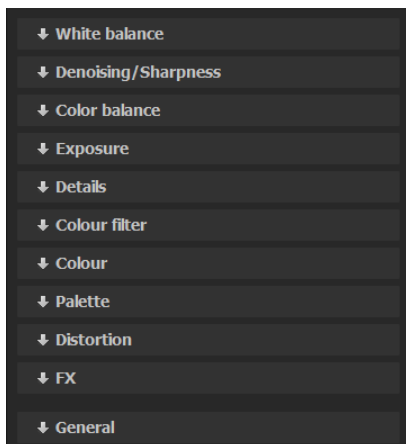 White balance
Denoising/Sharpness
Color balance
Exposure
Details
Colour filter
Colour
Palette
Distortion
FX
General